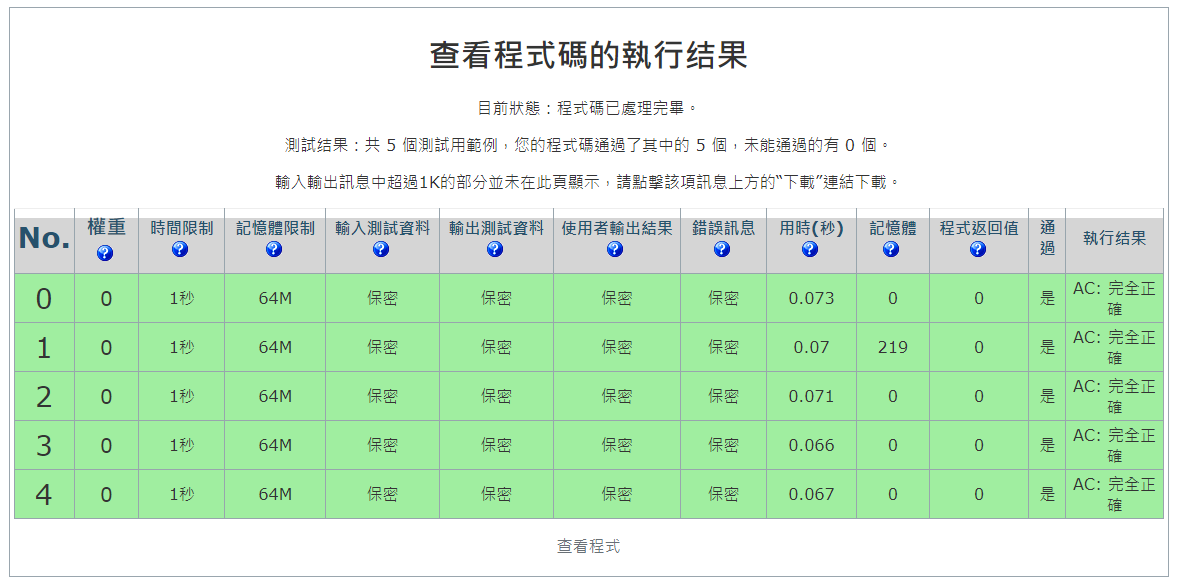 查看程式碼的執行结果
目前狀態：程式碼已處理完畢。
測試结果：共 5 個測試用範例，您的程式碼通過了其中的 5 個，未能通過的有 0 個。
輸入輸出訊息中超過1K的部分並未在此頁顯示，請點擊該項訊息上方的“下載”連結下載。
No. 權重 時間限制 記憶體限制 輸入測試資料 輸出測試資料 使用者輸出結果 錯誤訊息 用時(秒) 記憶體 程式返回值 通過 執行结果
0 0 1秒 64M 保密 保密 保密 保密 0.073 0 0 是 AC: 完全正確
1 0 1秒 64M 保密 保密 保密 保密 0.07 219 0 是 AC: 完全正確
2 0 1秒 64M 保密 保密 保密 保密 0.071 0 0 是 AC: 完全正確
3 0 1秒 64M 保密 保密 保密 保密 0.066 0 0 是 AC: 完全正確
4 0 1秒 64M 保密 保密 保密 保密 0.067 0 0 是 AC: 完全正確
查看程式